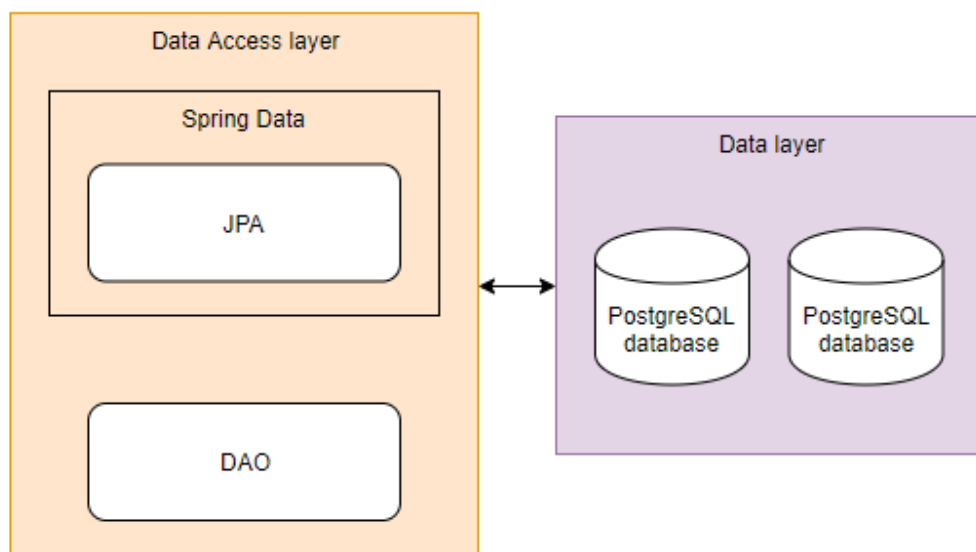 Data Access layer
Spring Data
JPA
DAO
Data layer
PostgreSQL
database
PostgreSQL
database